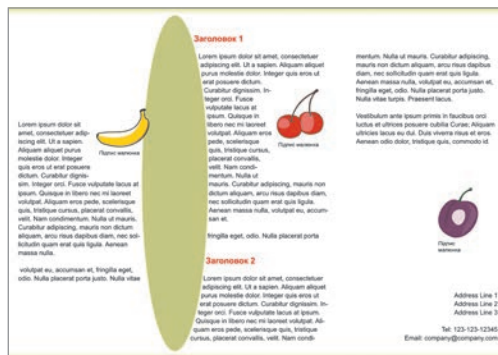 Lorem ipsum dolor sit
amet, consectetuer adip-
iscing elit. Ut a sapien.
Aliquam aliquet purus
molestie dolor. Integer
quis eros ut erat posuere
dictum. Curabitur dignis-
sim. Integer orci. Fusce
vulputate lacus at
ipsum. Quisque in libero nec mi laoreet
volutpat. Aliquam eros pede, scelerisque
quis, tristique cursus, placerat convallis,
velit. Nam condimentum. Nulla ut mauris.
Curabitur adipiscing, mauris non dictum
aliquam, arcu risus dapibus diam, nec sol-
licitudin quam erat quis ligula. Aenean
massa nulla.
volutpat eu, accumsan et, fringilla eget,
odio. Nulla placerat porta justo. Nulla vitae
Підпис малюнка
Заголовок 1
Lorem ipsum dolor sit amet, consectetuer
adipiscing elit. Ut a sapien. Aliquam aliquet
purus molestie dolor. Integer quis eros ut
erat posuere dictum.
Curabitur dignissim. In-
teger orci. Fusce
vulputate lacus at
ipsum. Quisque in
libero nec mi laoreet
volutpat. Aliquam eros
pede, scelerisque
quis, tristique cursus,
placerat convallis,
velit. Nam condi-
mentum. Nulla ut
mauris. Curabitur adipiscing, mauris non
dictum aliquam, arcu risus dapibus diam,
nec sollicitudin quam erat quis ligula.
Aenean massa nulla. volutpat eu, accum-
san et,
fringilla eget, odio. Nulla placerat porta
Підпис малюнка
Заголовок 2
Lorem ipsum dolor sit amet, consectetuer
adipiscing elit. Ut a sapien. Aliquam aliquet
purus molestie dolor. Integer quis eros ut
erat posuere dictum. Curabitur dignissim.
Integer orci. Fusce vulputate lacus at ipsum.
Quisque in libero nec mi laoreet volutpat. Ali-
quam eros pede, scelerisque quis, tristique
cursus, placerat convallis, velit. Nam condi-
mentum. Nulla ut mauris. Curabitur adipiscing,
mauris non dictum aliquam, arcu risus dapibus
diam, nec sollicitudin quam erat quis ligula.
Aenean massa nulla. volutpat eu, accumsan et,
fringilla eget, odio. Nulla placerat porta justo.
Nulla vitae turpis. Praesent lacus.
Vestibulum ante ipsum primis in faucibus orci
luctus et ultrices posuere cubilia Curae; Aliquam
ultricies lacus eu dui. Duis viverra risus et eros.
Aenean odio dolor, tristique quis, commodo id.
Підпис
малюнка
Address Line 1
Address Line 2
Address Line 3
Tel: 123-123-12345
Email: company@company.com